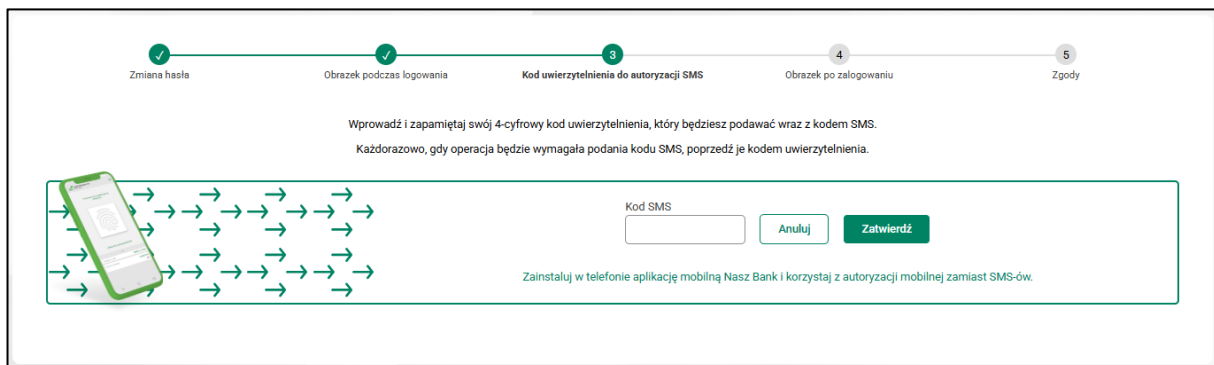 3
4
5
Zmiana hasła
Obrazek podczas logowania
Kod uwierzytelnienia do autoryzacji SMS
Obrazek po zalogowaniu
Zgody
Wprowadź i zapamiętaj swój 4-cyfrowy kod uwierzytelnienia, który będziesz podawać wraz z kodem SMS.
Każdorazowo, gdy operacja będzie wymagała podania kodu SMS, poprzedź je kodem uwierzytelnienia.
Kod SMS
Anuluj
Zatwierdź
Zainstaluj w telefonie aplikację mobilną Nasz Bank i korzystaj z autoryzacji mobilnej zamiast SMS-ów.